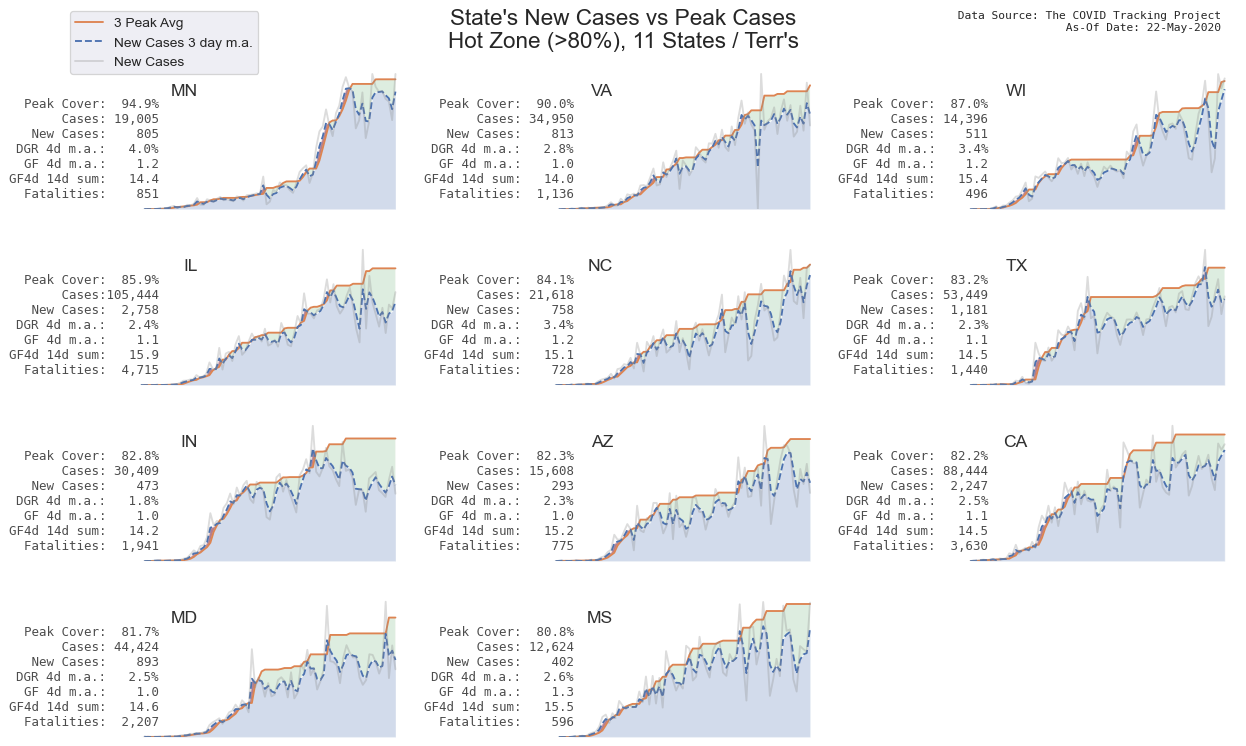 3 Peak Avg
New Cases 3 day m.a.
New Cases
State's New Cases vs Peak Cases
Hot Zone (>80%), 11 States / Terr's
Data Source: The COVID Tracking Project
As-Of Date: 22-May-2020
MN
Peak Cover: 94.9%
Cases: 19,005
New Cases: 805
DGR 4d m.a.: 4.0%
GF 4d m.a.: 1.2
GF4d 14d sum: 14.4
Fatalities: 851
VA
Peak Cover: 90.0%
Cases: 34,950
New Cases: 813
DGR 4d m.a.: 2.8%
GF 4d m.a.: 1.0
GF4d 14d sum: 14.0
Fatalities: 1,136
WI
Peak Cover: 87.0%
Cases: 14,396
New Cases: 511
DGR 4d m.a.: 3.4%
GF 4d m.a.: 1.2
GF4d 14d sum: 15.4
Fatalities: 496
IL
Peak Cover: 85.9%
Cases:105,444
New Cases: 2,758
DGR 4d m.a.: 2.4%
GF 4d m.a.: 1.1
GF4d 14d sum: 15.9
Fatalities: 4,715
NC
Peak Cover: 84.1%
Cases: 21,618
New Cases: 758
DGR 4d m.a.: 3.4%
GF 4d m.a.: 1.2
GF4d 14d sum: 15.1
Fatalities: 728
TX
Peak Cover: 83.2%
Cases: 53,449
New Cases: 1,181
DGR 4d m.a.: 2.3%
GF 4d m.a.: 1.1
GF4d 14d sum: 14.5
Fatalities: 1,440
IN
Peak Cover: 82.8%
Cases: 30,409
New Cases: 473
DGR 4d m.a.: 1.8%
GF 4d m.a.: 1.0
GF4d 14d sum: 14.2
Fatalities: 1,941
AZ
Peak Cover: 82.3%
Cases: 15,608
New Cases: 293
DGR 4d m.a.: 2.3%
GF 4d m.a.: 1.0
GF4d 14d sum: 15.2
Fatalities: 775
CA
Peak Cover: 82.2%
Cases: 88,444
New Cases: 2,247
DGR 4d m.a.: 2.5%
GF 4d m.a.: 1.1
GF4d 14d sum: 14.5
Fatalities: 3,630
MD
Peak Cover: 81.7%
Cases: 44,424
New Cases: 893
DGR 4d m.a.: 2.5%
GF 4d m.a.: 1.0
GF4d 14d sum: 14.6
Fatalities: 2,207
MS
Peak Cover: 80.8%
Cases: 12,624
New Cases: 402
DGR 4d m.a.: 2.6%
GF 4d m.a.: 1.3
GF4d 14d sum: 15.5
Fatalities: 596